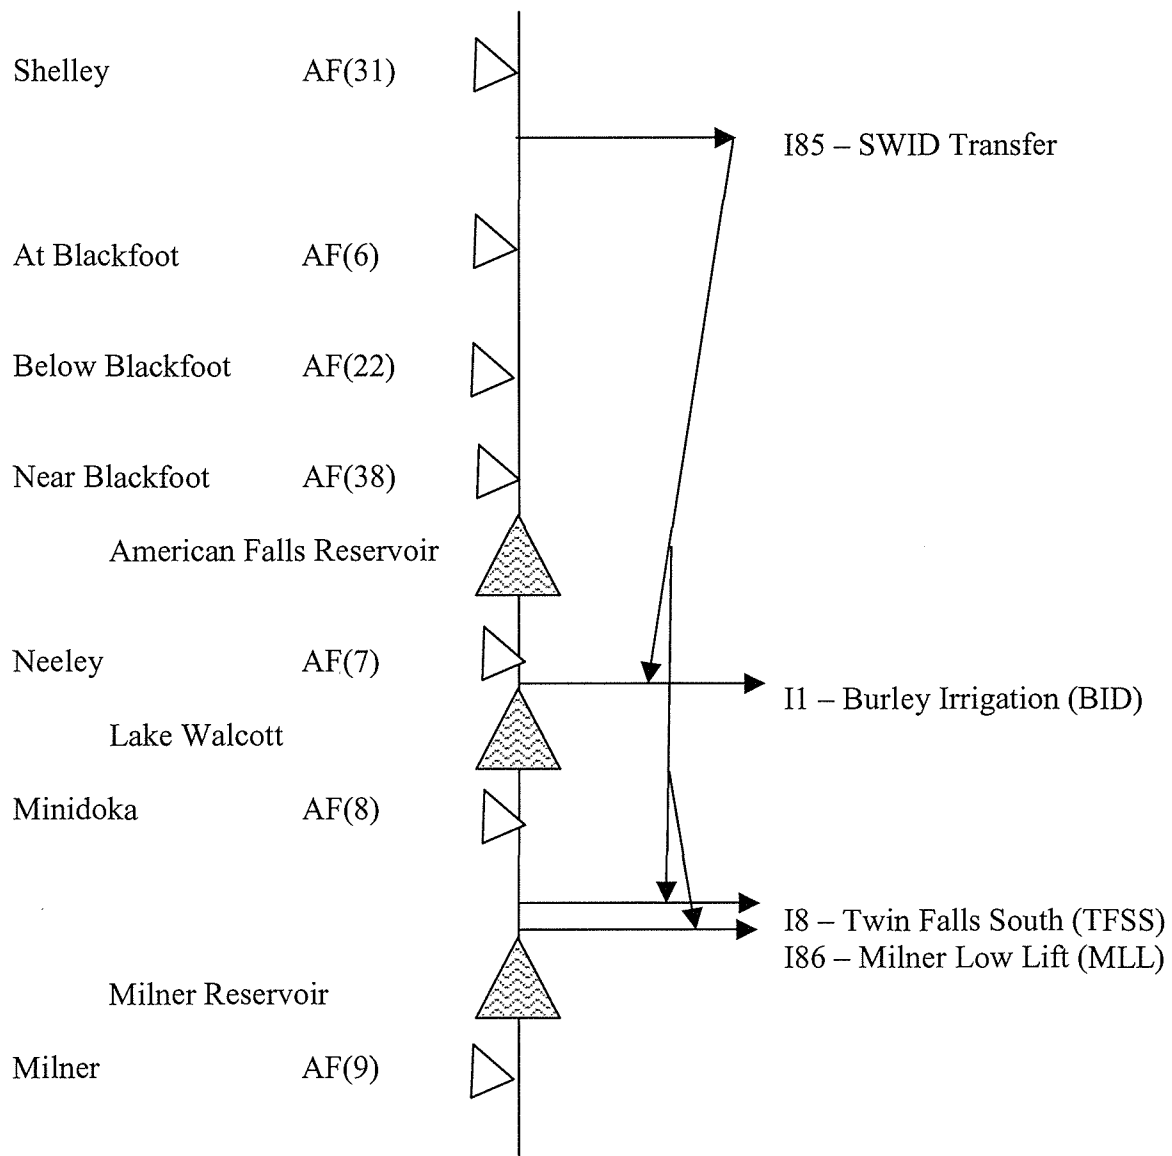 Shelley AF(31)
I85 – SWID Transfer
At Blackfoot AF(6)
Below Blackfoot AF(22)
Near Blackfoot AF(38)
American Falls Reservoir
Neeley AF(7)
I1 – Burley Irrigation (BID)
Lake Walcott
Minidoka AF(8)
I8 – Twin Falls South (TFSS)
I86 – Milner Low Lift (MLL)
Milner Reservoir
Milner AF(9)